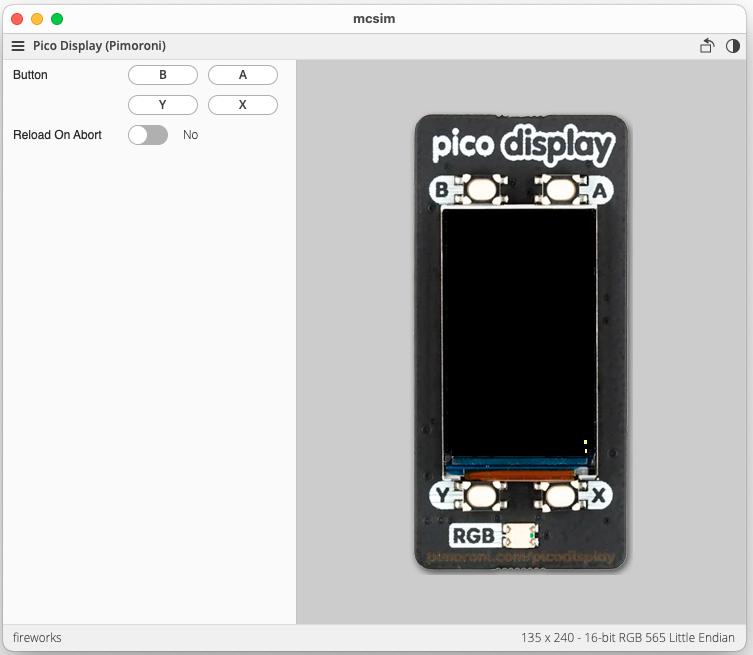 mcsim
Pico Display (Pimoroni)
Button
B
A
Y
X
Reload On Abort
No
pico display
B
A
Y
X
RGB
pimoroni.com/picodisplay
fireworks
135 x 240 - 16-bit RGB 565 Little Endian